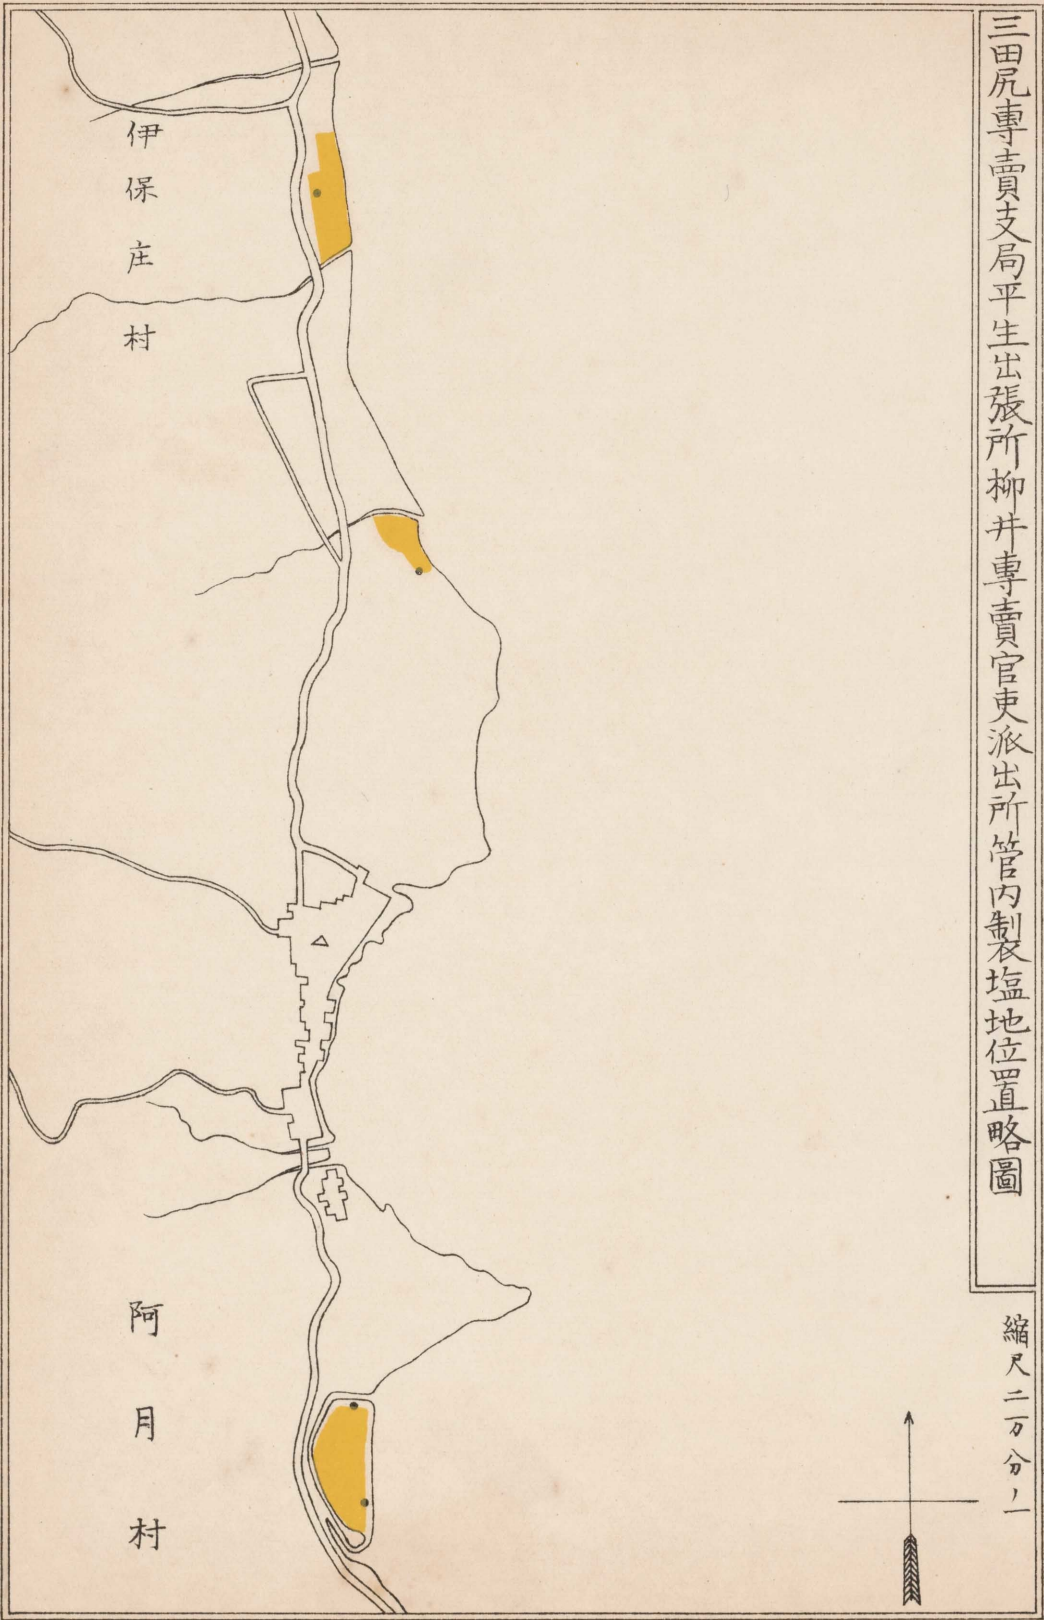 三田尻專賣支局平生出張所柳井專賣官吏派出所管内製塩地位置略圖
縮尺二万分ノ一
伊保庄村
阿月村